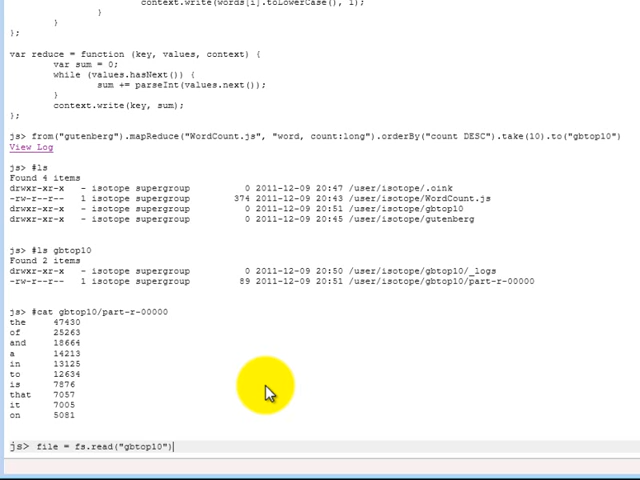 context.write(words[i].toLowerCase(), 1);
}
}
};
var reduce = function (key, values, context) {
var sum = 0;
while (values.hasNext()) {
sum += parseInt(values.next());
}
context.write(key, sum);
};
js> from("gutenberg").mapReduce("WordCount.js", "word, count:long").orderBy("count DESC").take(10).to("gbtop10")
View Log
js> #ls
Found 4 items
drwxr-xr-x - isotope supergroup 0 2011-12-09 20:47 /user/isotope/.oink
-rw-r--r-- 1 isotope supergroup 374 2011-12-09 20:43 /user/isotope/WordCount.js
drwxr-xr-x - isotope supergroup 0 2011-12-09 20:51 /user/isotope/gbtop10
drwxr-xr-x - isotope supergroup 0 2011-12-09 20:45 /user/isotope/gutenberg
js> #ls gbtop10
Found 2 items
drwxr-xr-x - isotope supergroup 0 2011-12-09 20:50 /user/isotope/gbtop10/_logs
-rw-r--r-- 1 isotope supergroup 89 2011-12-09 20:51 /user/isotope/gbtop10/part-r-00000
js> #cat gbtop10/part-r-00000
the 47430
of 25263
and 18664
a 14213
in 13125
to 12634
is 7876
that 7057
it 7005
on 5081
js> file = fs.read("gbtop10")